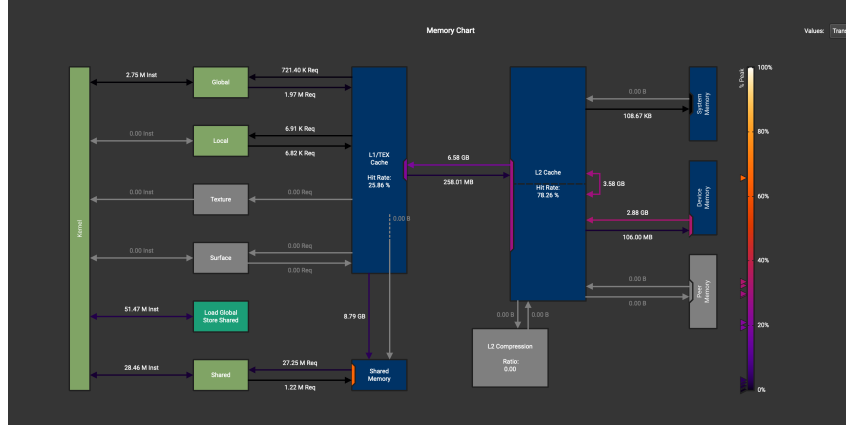 Memory Chart
Values: Tran
Kernel
2.75 M Inst
Global
721.40 K Req
1.97 M Req
0.00 Inst
Local
6.91 K Req
6.82 K Req
0.00 Inst
Texture
0.00 Req
0.00 Inst
Surface
0.00 Req
0.00 Req
51.47 M Inst
Load Global
Store Shared
28.46 M Inst
Shared
27.25 M Req
1.22 M Req
L1/TEX
Cache
Hit Rate:
25.86 %
0.00 B
8.79 GB
Shared
Memory
6.58 GB
258.01 MB
L2 Cache
Hit Rate:
78.26 %
3.58 GB
0.00 B
108.67 KB
System
Memory
2.88 GB
106.00 MB
Device
Memory
0.00 B
0.00 B
Peer
Memory
0.00 B
0.00 B
L2 Compression
Ratio:
0.00
% Peak
100%
80%
60%
40%
20%
0%